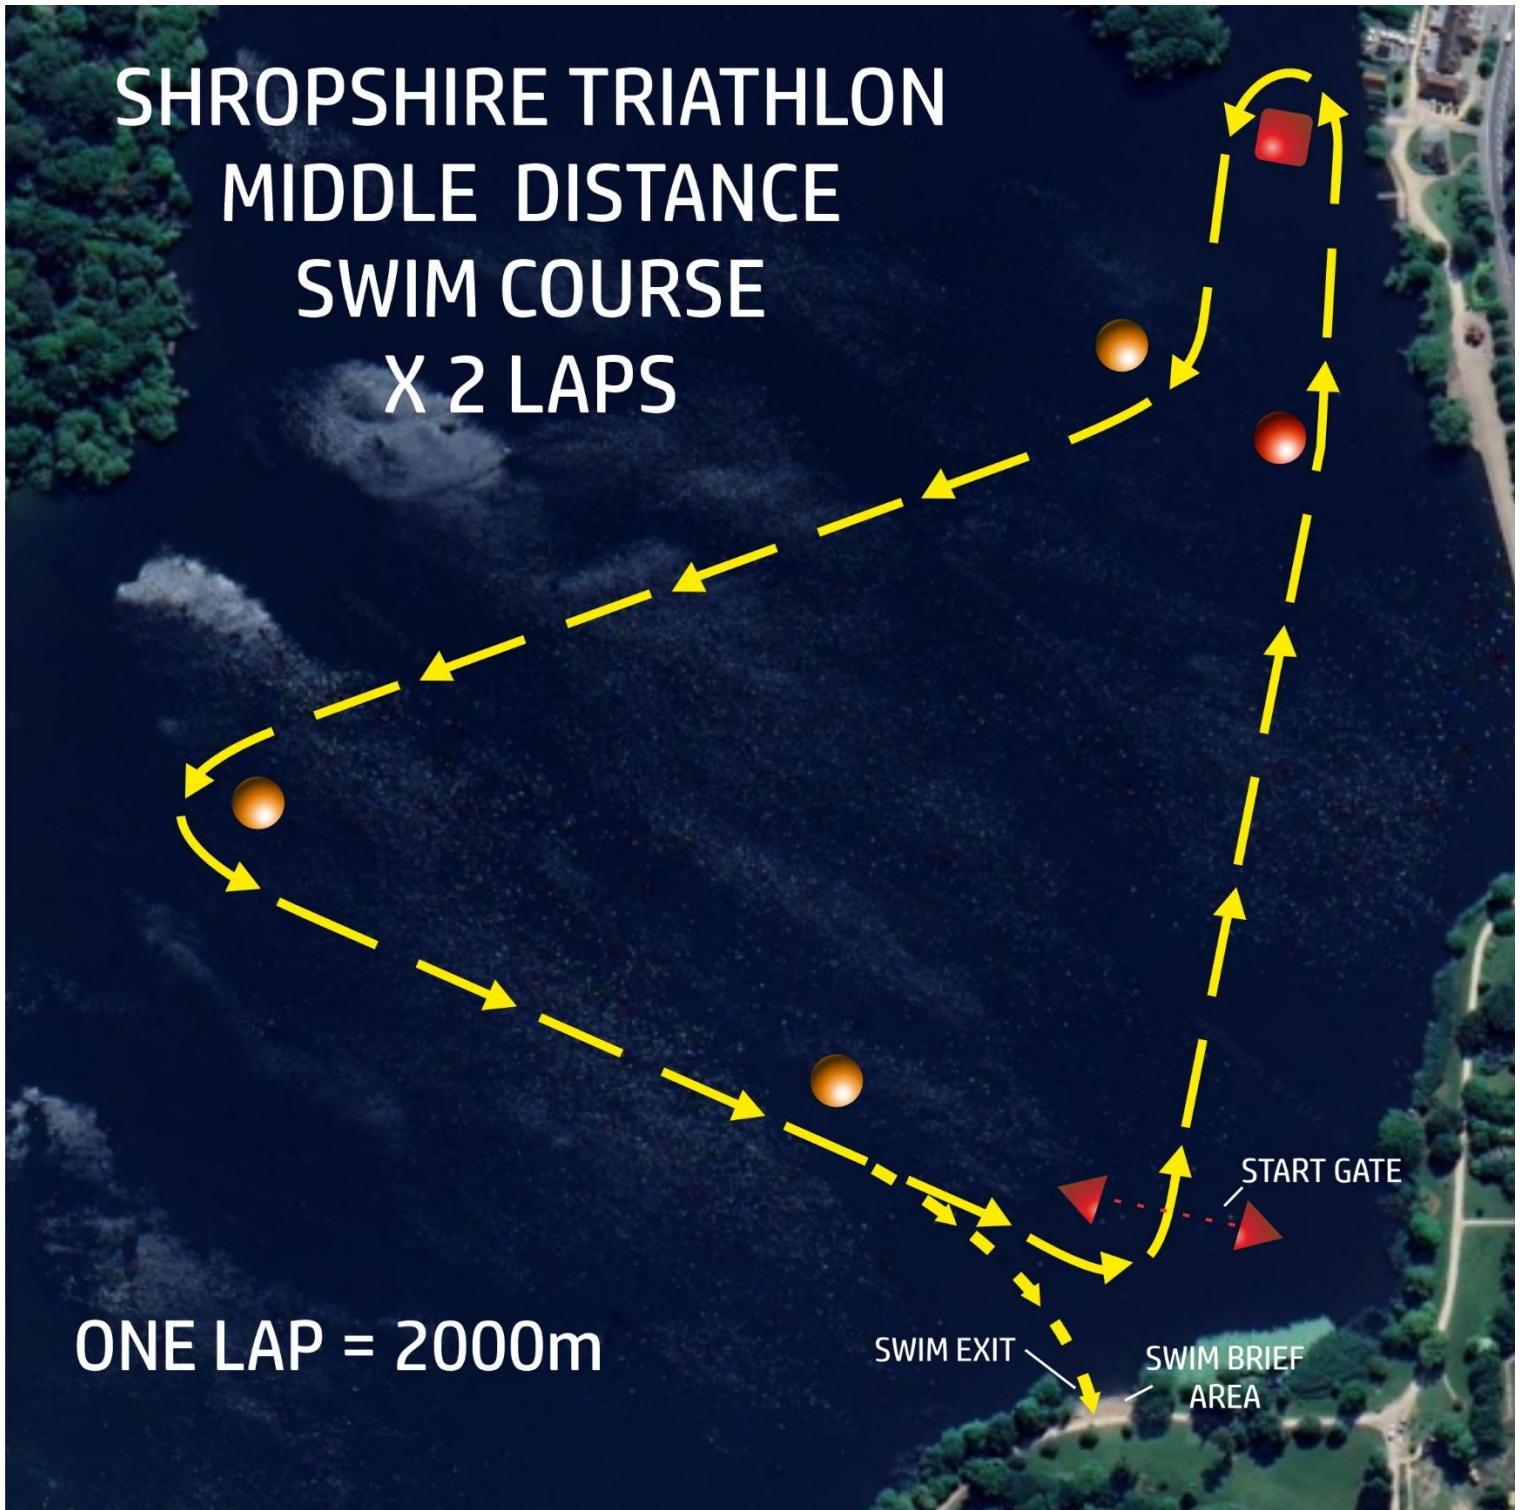 SHROPSHIRE TRIATHLON
MIDDLE DISTANCE
SWIM COURSE
X 2 LAPS
START GATE
SWIM EXIT
SWIM BRIEF
AREA
ONE LAP = 2000m